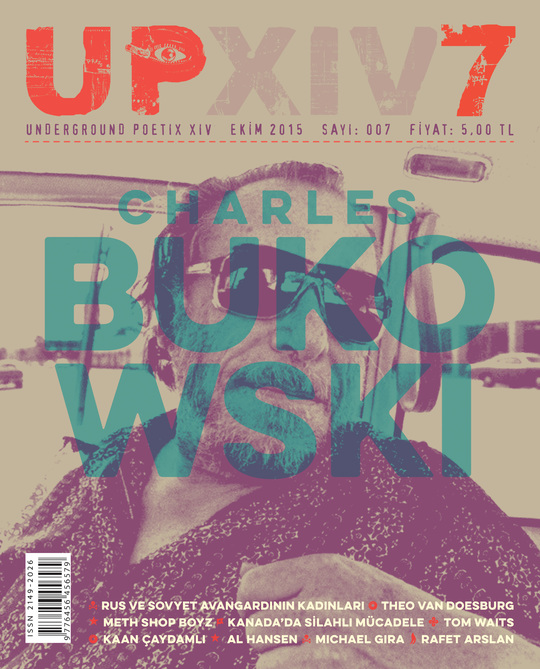 UPXIV7
UNDERGROUND POETIX XIV EKİM 2015 SAYI: 007 FİYAT: 5,00 TL
CHARLES
BUKO
WSKI
ISSN 2149-2026
9776456456579
RUS VE SOVYET AVANGARDININ KADINLARI THEO VAN DOESBURG
METH SHOP BOYZ KANADA'DA SİLAHLI MÜCADELE TOM WAITS
KAAN ÇAYDAMLI AL HANSEN MICHAEL GIRA RAFET ARSLAN